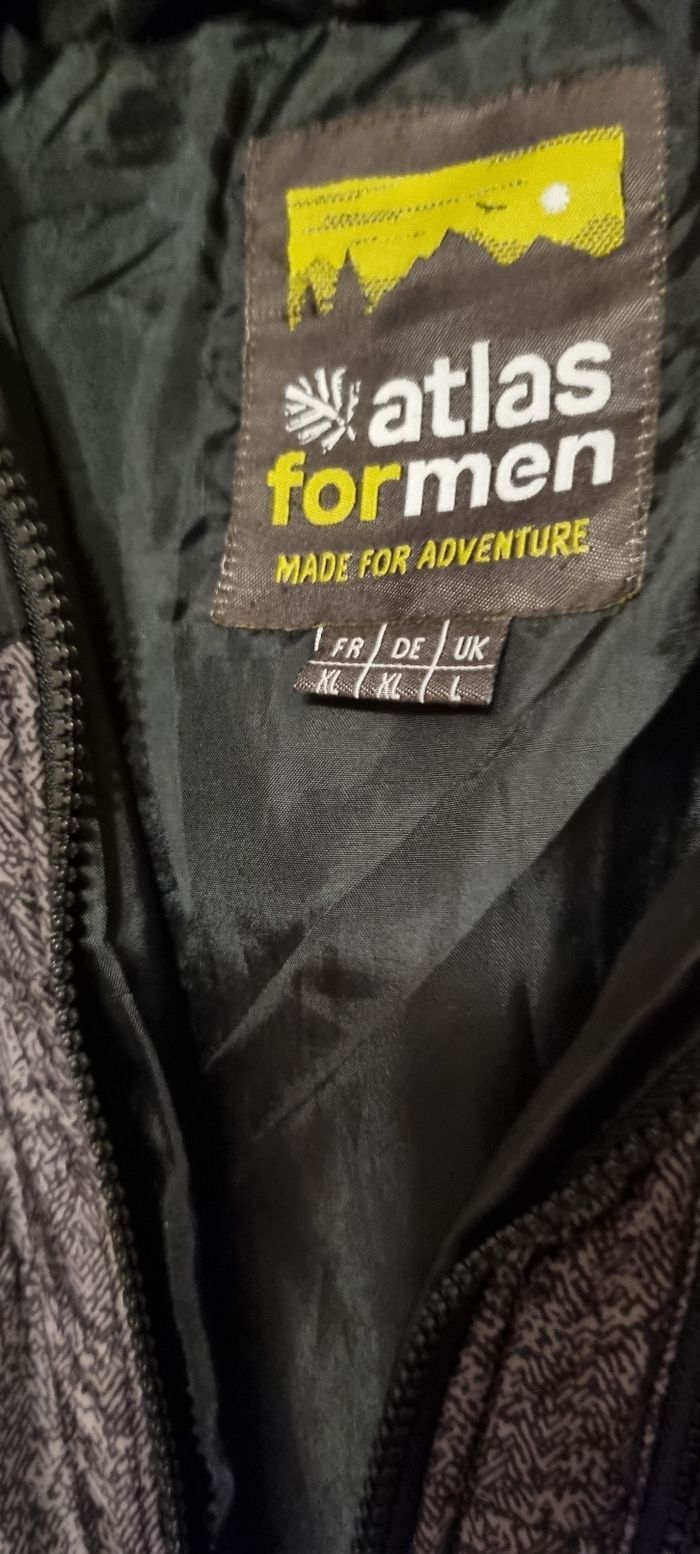 atlas
formen
MADE FOR ADVENTURE
FR / DE / UK
XL / XL / L